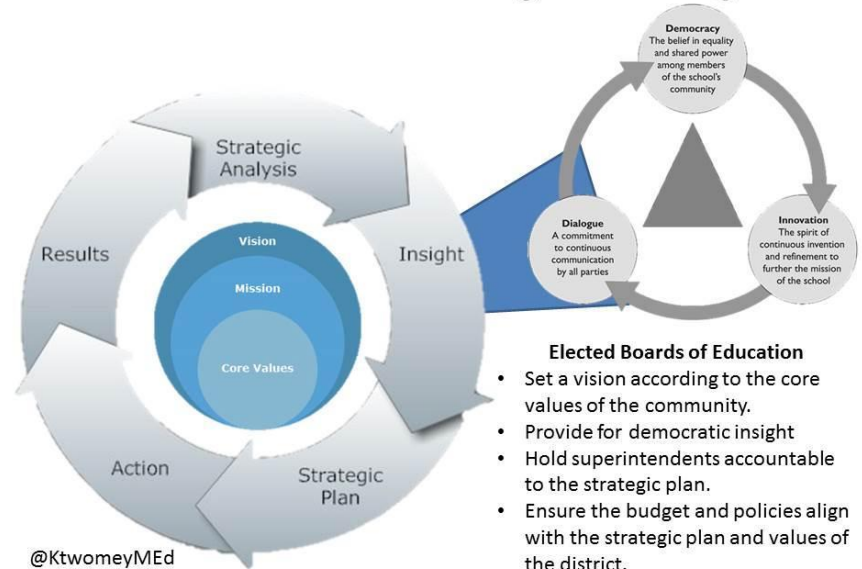 Strategic
Analysis
Insight
Strategic
Plan
Action
Results
Vision
Mission
Core Values
Democracy
The belief in equality
and shared power
among members
of the school's
community
Innovation
The spirit of
continuous invention
and refinement to
further the mission
of the school
Dialogue
A commitment
to continuous
communication
by all parties
Elected Boards of Education
• Set a vision according to the core
values of the community.
• Provide for democratic insight
• Hold superintendents accountable
to the strategic plan.
• Ensure the budget and policies align
with the strategic plan and values of
the district.
@KtwomeyMEd